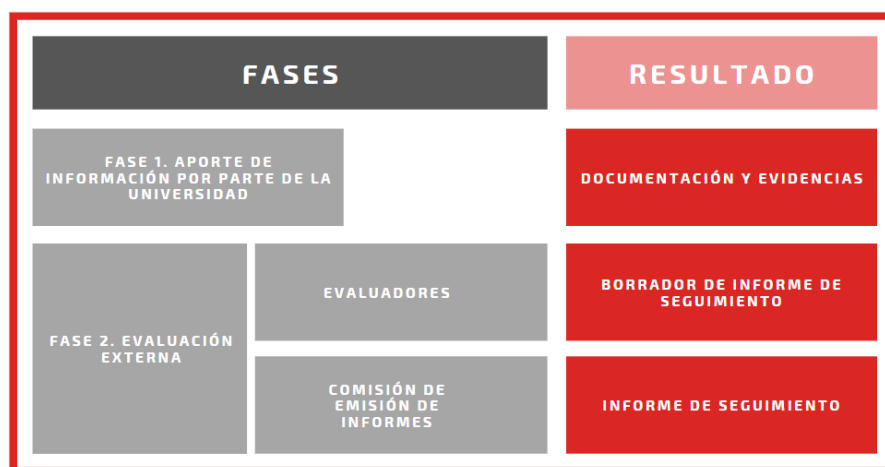 FASES
RESULTADO
FASE 1. APORTE DE
INFORMACIÓN POR PARTE DE LA
UNIVERSIDAD
DOCUMENTACIÓN Y EVIDENCIAS
FASE 2. EVALUACIÓN
EXTERNA
EVALUADORES
BORRADOR DE INFORME DE
SEGUIMIENTO
COMISIÓN DE
EMISIÓN DE
INFORMES
INFORME DE SEGUIMIENTO